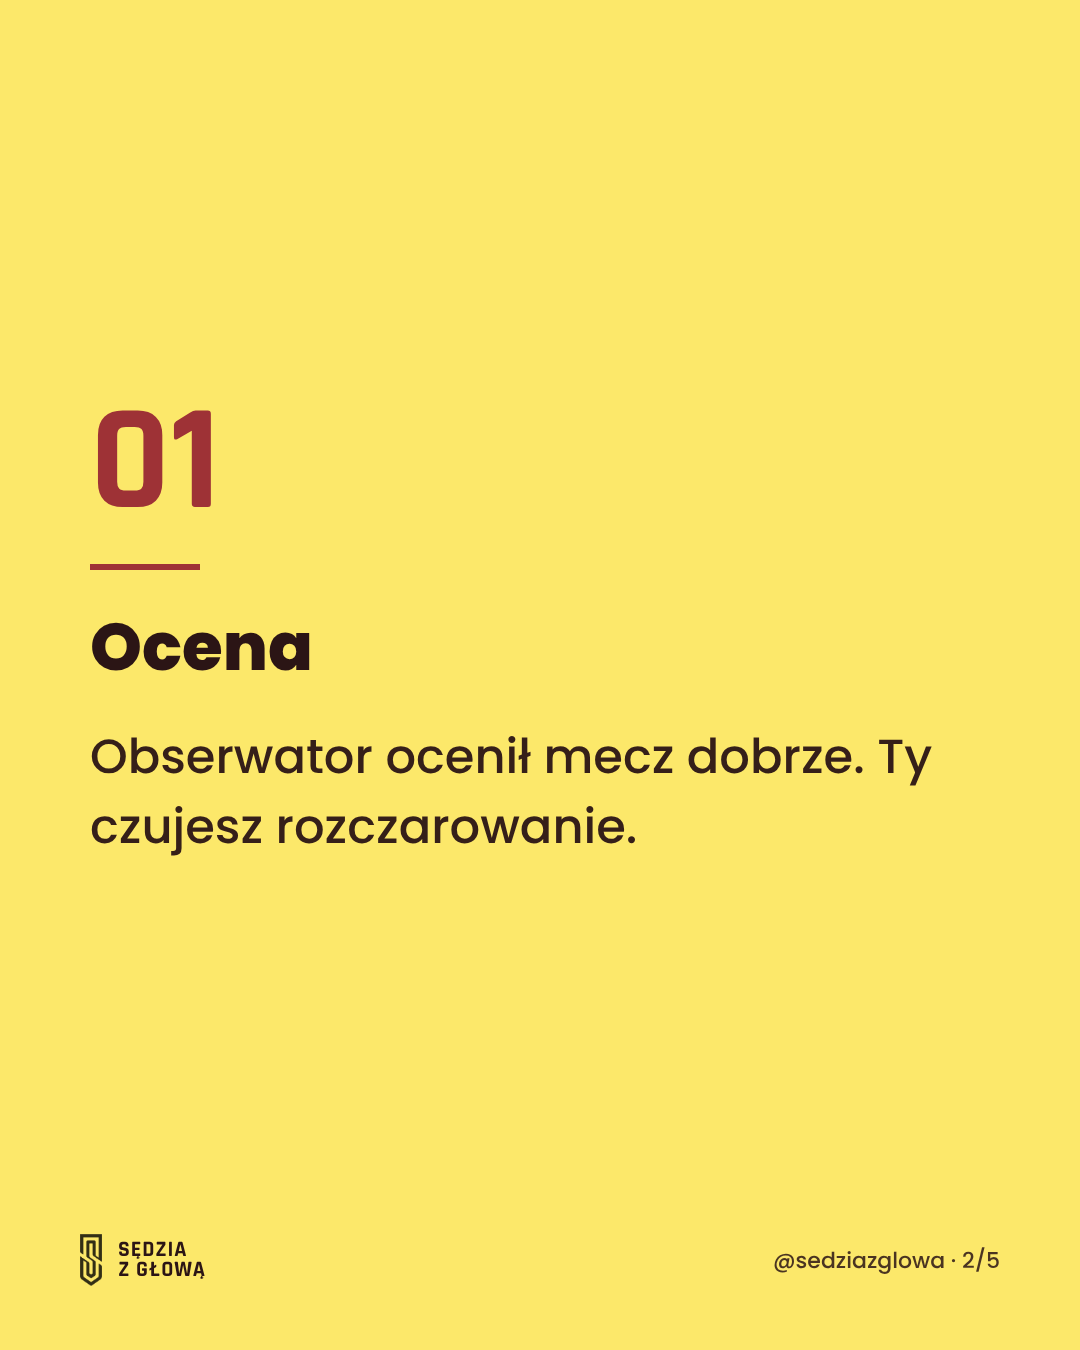 01
Ocena
Obserwator ocenił mecz dobrze. Ty
czujesz rozczarowanie.
SĘDZIA
Z GŁOWĄ
@sedziazglowa · 2/5